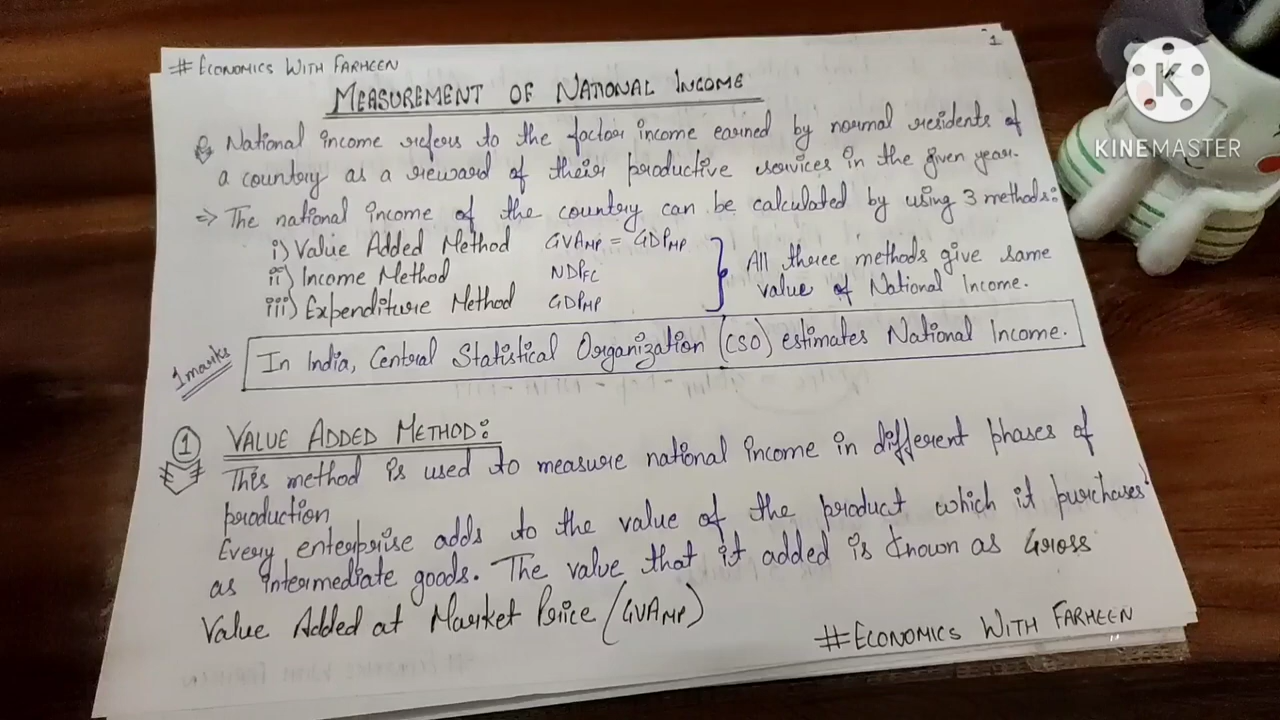 1
# ECONOMICS WITH FARHEEN
MEASUREMENT OF NATIONAL INCOME
National income refers to the factor income earned by normal residents of
a country as a reward of their productive services in the given year.
⇒ The national income of the country can be calculated by using 3 methods:
i) Value Added Method GVAMP = GDPMP
ii) Income Method NDPFC
iii) Expenditure Method GDPMP
All three methods give same
value of National Income.
1marks
In India, Central Statistical Organization (CSO) estimates National Income.
1 VALUE ADDED METHOD:
This method is used to measure national income in different phases of
production
Every enterprise adds to the value of the product which it purchases
as intermediate goods. The value that it added is known as Gross
Value Added at Market Price (GVAMP)
# ECONOMICS WITH FARHEEN
K
KINEMASTER